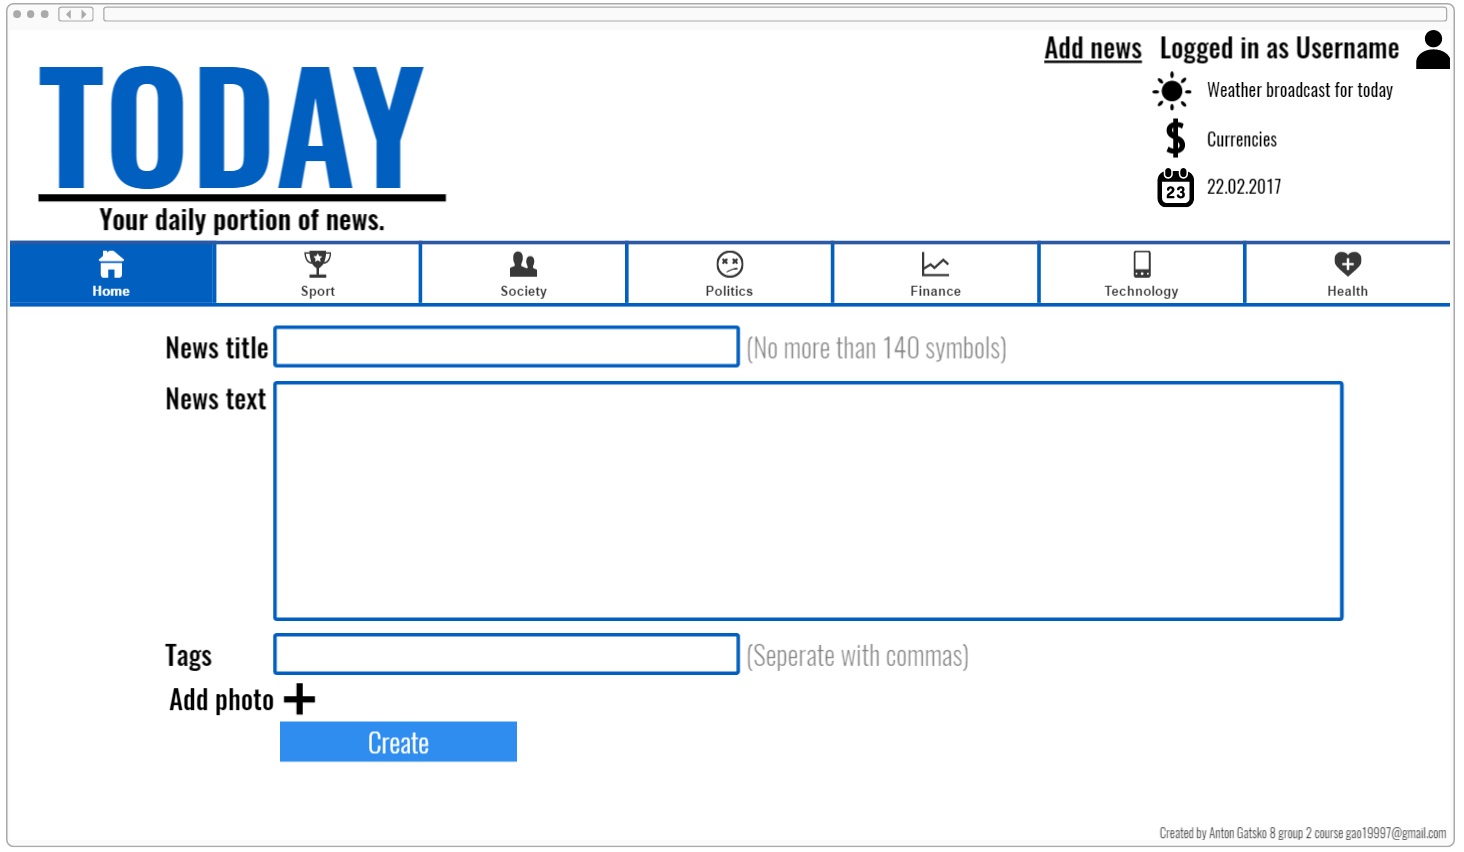 Add news Logged in as Username
TODAY
Your daily portion of news.
Weather broadcast for today
Currencies
23 22.02.2017
Home Sport Society Politics Finance Technology Health
News title (No more than 140 symbols)
News text
Tags (Seperate with commas)
Add photo
Create
Created by Anton Gatsko 8 group 2 course gao19997@gmail.com